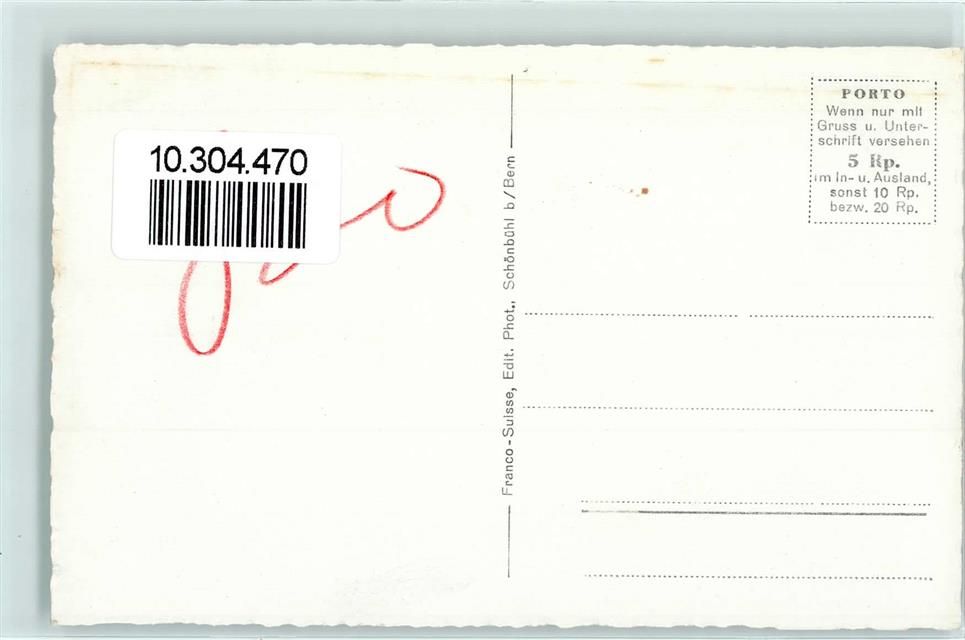 10.304.470
Franco-Suisse, Edit. Phot., Schönbühl b/Bern
PORTO
Wenn nur mit
Gruss u. Unter-
schrift versehen
5 Rp.
im In- u. Ausland,
sonst 10 Rp.
bezw. 20 Rp.